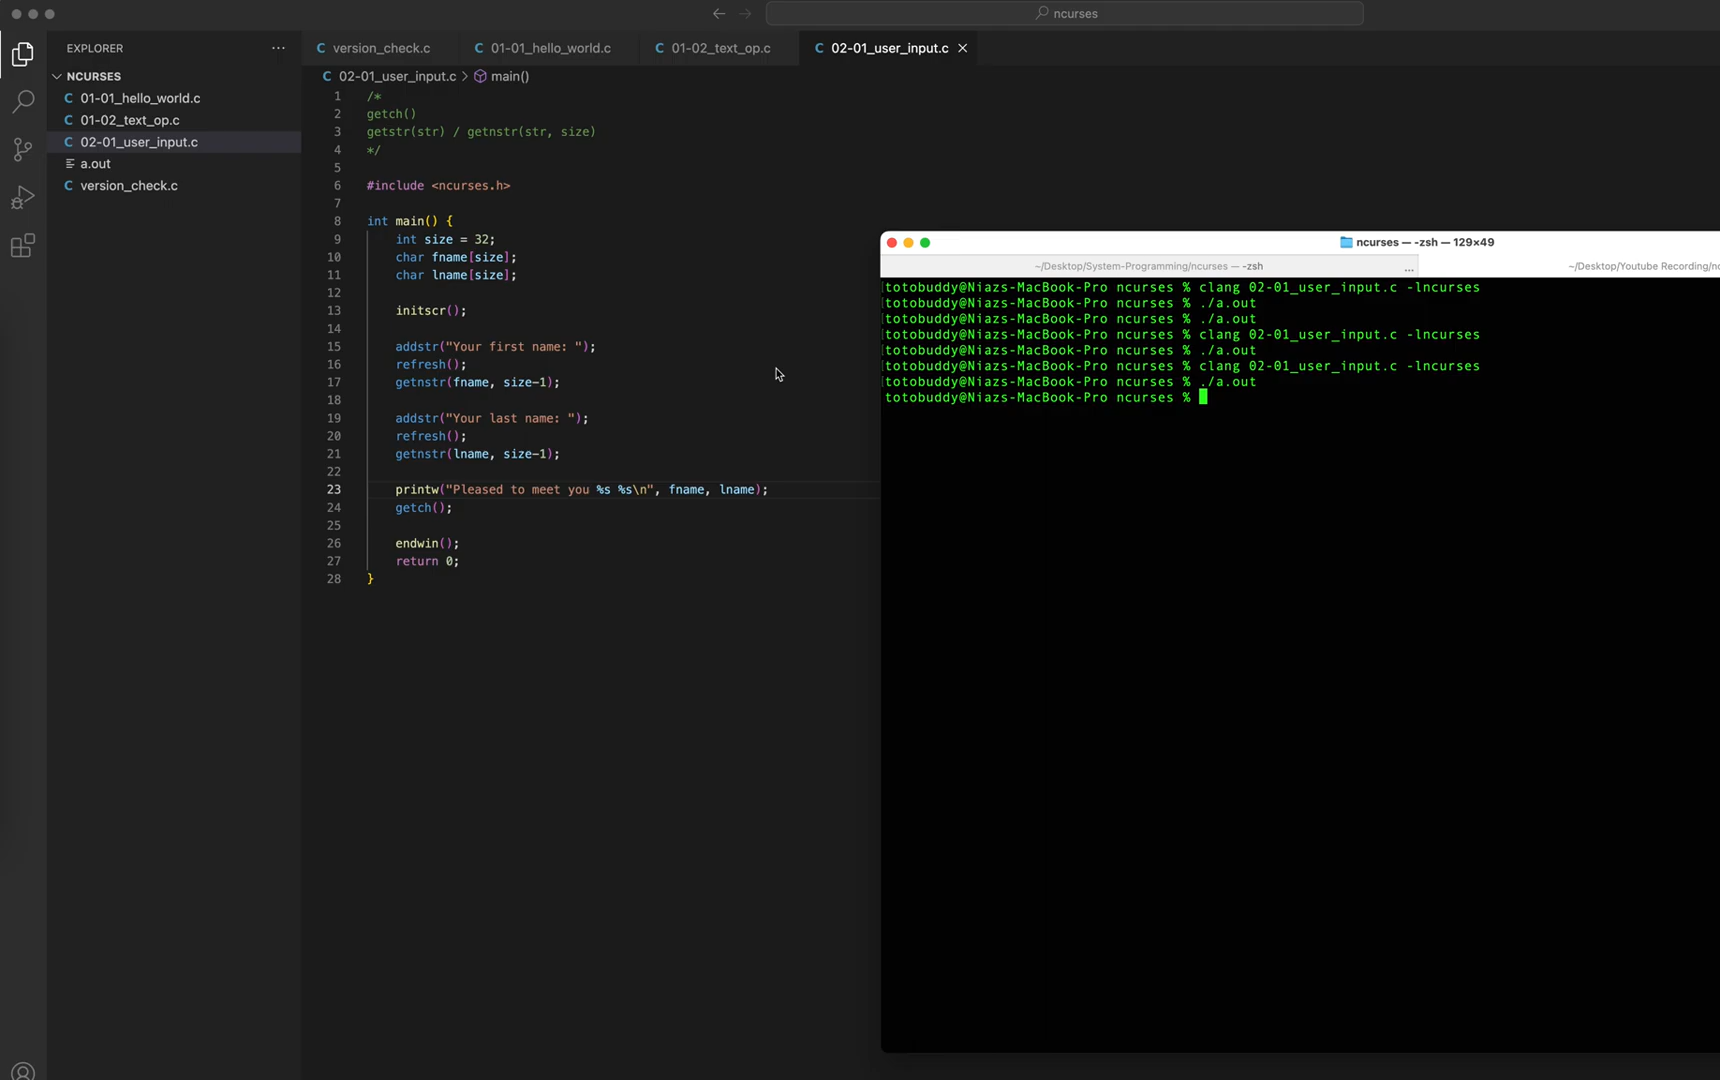 ncurses
EXPLORER
NCURSES
C 01-01_hello_world.c
C 01-02_text_op.c
C 02-01_user_input.c
a.out
C version_check.c
C version_check.c
C 01-01_hello_world.c
C 01-02_text_op.c
C 02-01_user_input.c
C 02-01_user_input.c > main()
1 /*
2 getch()
3 getstr(str) / getnstr(str, size)
4 */
5
6 #include <ncurses.h>
7
8 int main() {
9 int size = 32;
10 char fname[size];
11 char lname[size];
12
13 initscr();
14
15 addstr("Your first name: ");
16 refresh();
17 getnstr(fname, size-1);
18
19 addstr("Your last name: ");
20 refresh();
21 getnstr(lname, size-1);
22
23 printw("Pleased to meet you %s %s\n", fname, lname);
24 getch();
25
26 endwin();
27 return 0;
28 }
ncurses — -zsh — 129×49
~/Desktop/System-Programming/ncurses — -zsh ...
~/Desktop/Youtube Recording/nc
totobuddy@Niazs-MacBook-Pro ncurses % clang 02-01_user_input.c -lncurses
totobuddy@Niazs-MacBook-Pro ncurses % ./a.out
totobuddy@Niazs-MacBook-Pro ncurses % ./a.out
totobuddy@Niazs-MacBook-Pro ncurses % clang 02-01_user_input.c -lncurses
totobuddy@Niazs-MacBook-Pro ncurses % ./a.out
totobuddy@Niazs-MacBook-Pro ncurses % clang 02-01_user_input.c -lncurses
totobuddy@Niazs-MacBook-Pro ncurses % ./a.out
totobuddy@Niazs-MacBook-Pro ncurses %